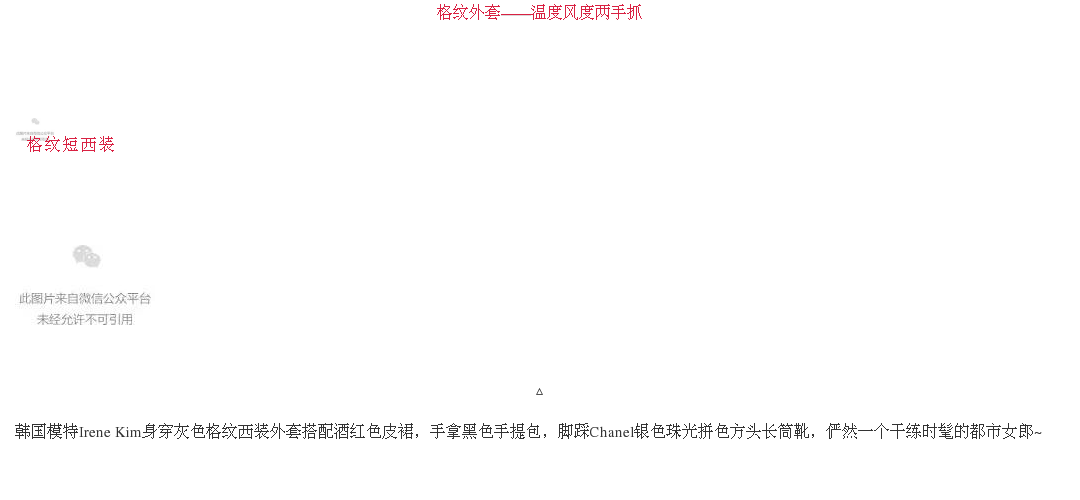 格纹外套——温度风度两手抓
格纹短西装
此图片来自微信公众平台
未经允许不可引用
△
韩国模特Irene Kim身穿灰色格纹西装外套搭配酒红色皮裙，手拿黑色手提包，脚踩Chanel银色珠光拼色方头长筒靴，俨然一个干练时髦的都市女郎~